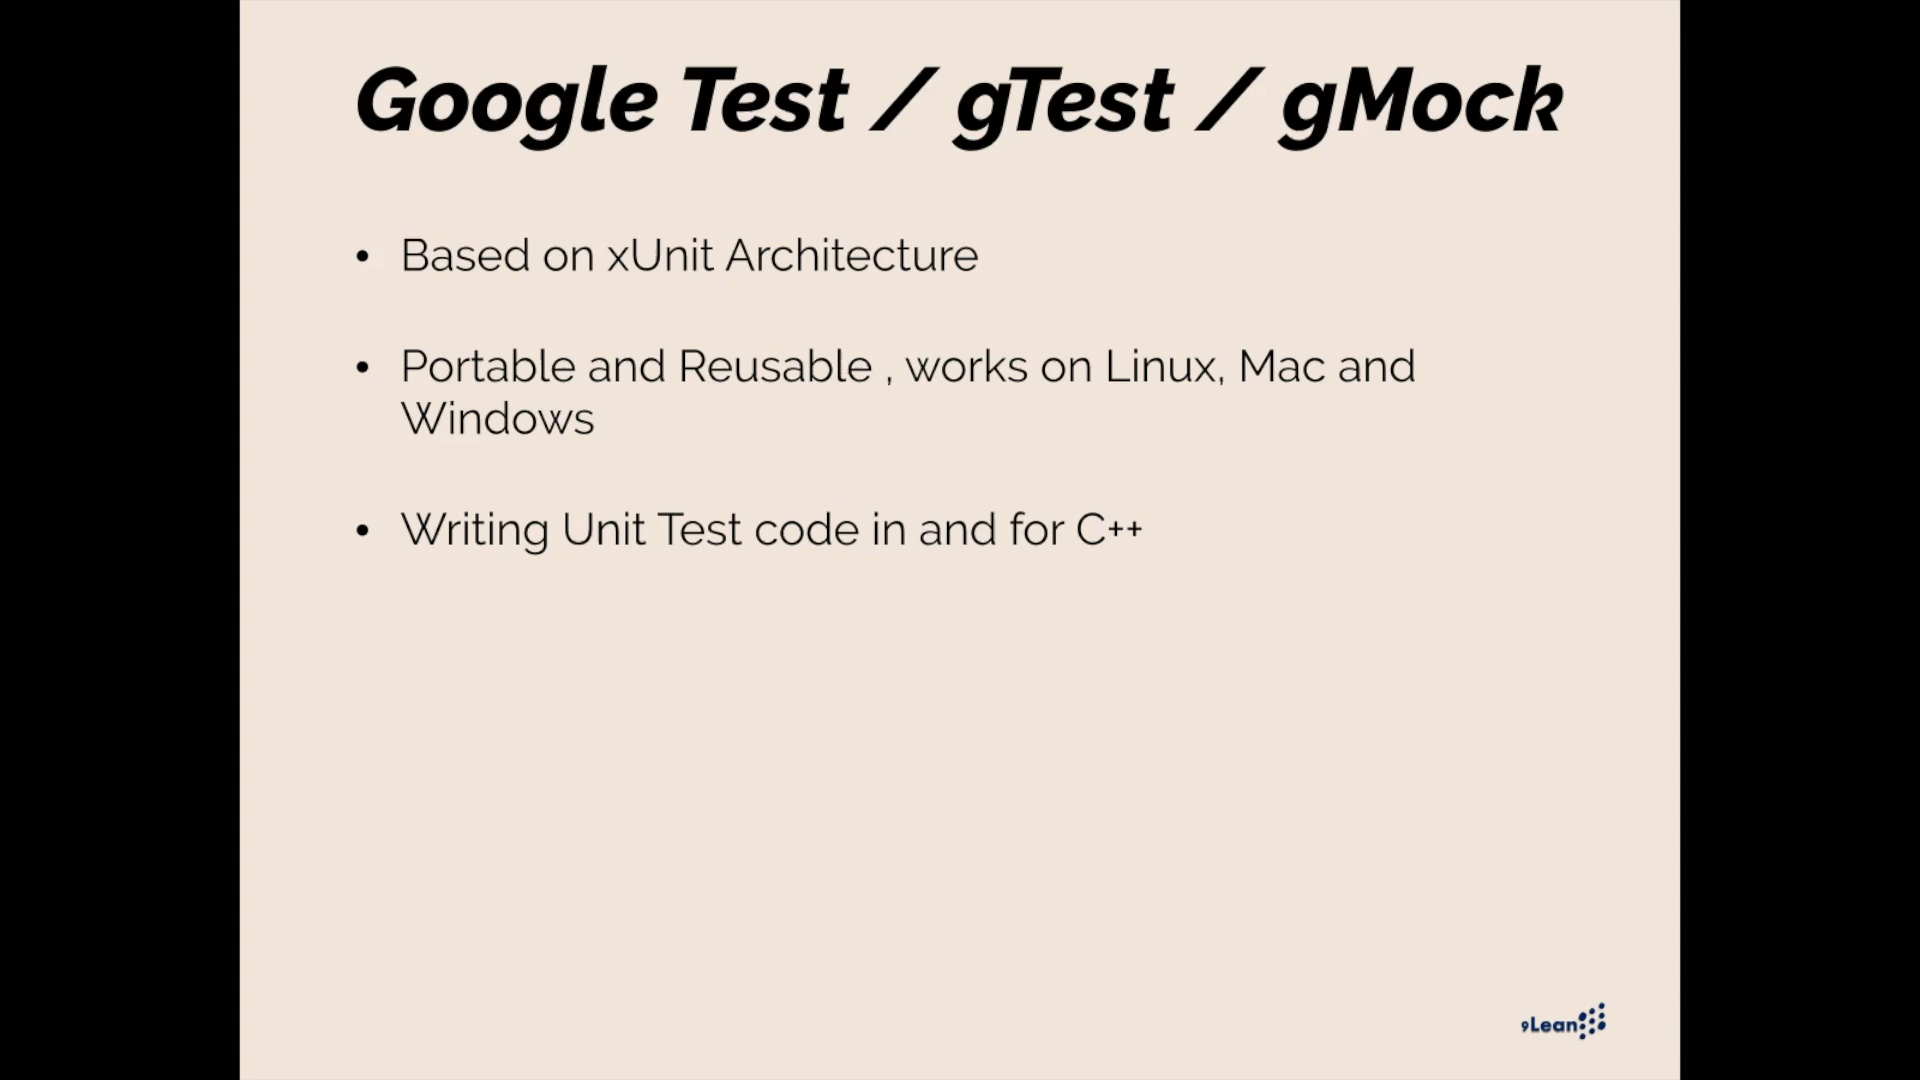 Google Test / gTest / gMock
• Based on xUnit Architecture
• Portable and Reusable , works on Linux, Mac and
Windows
• Writing Unit Test code in and for C++
9Lean